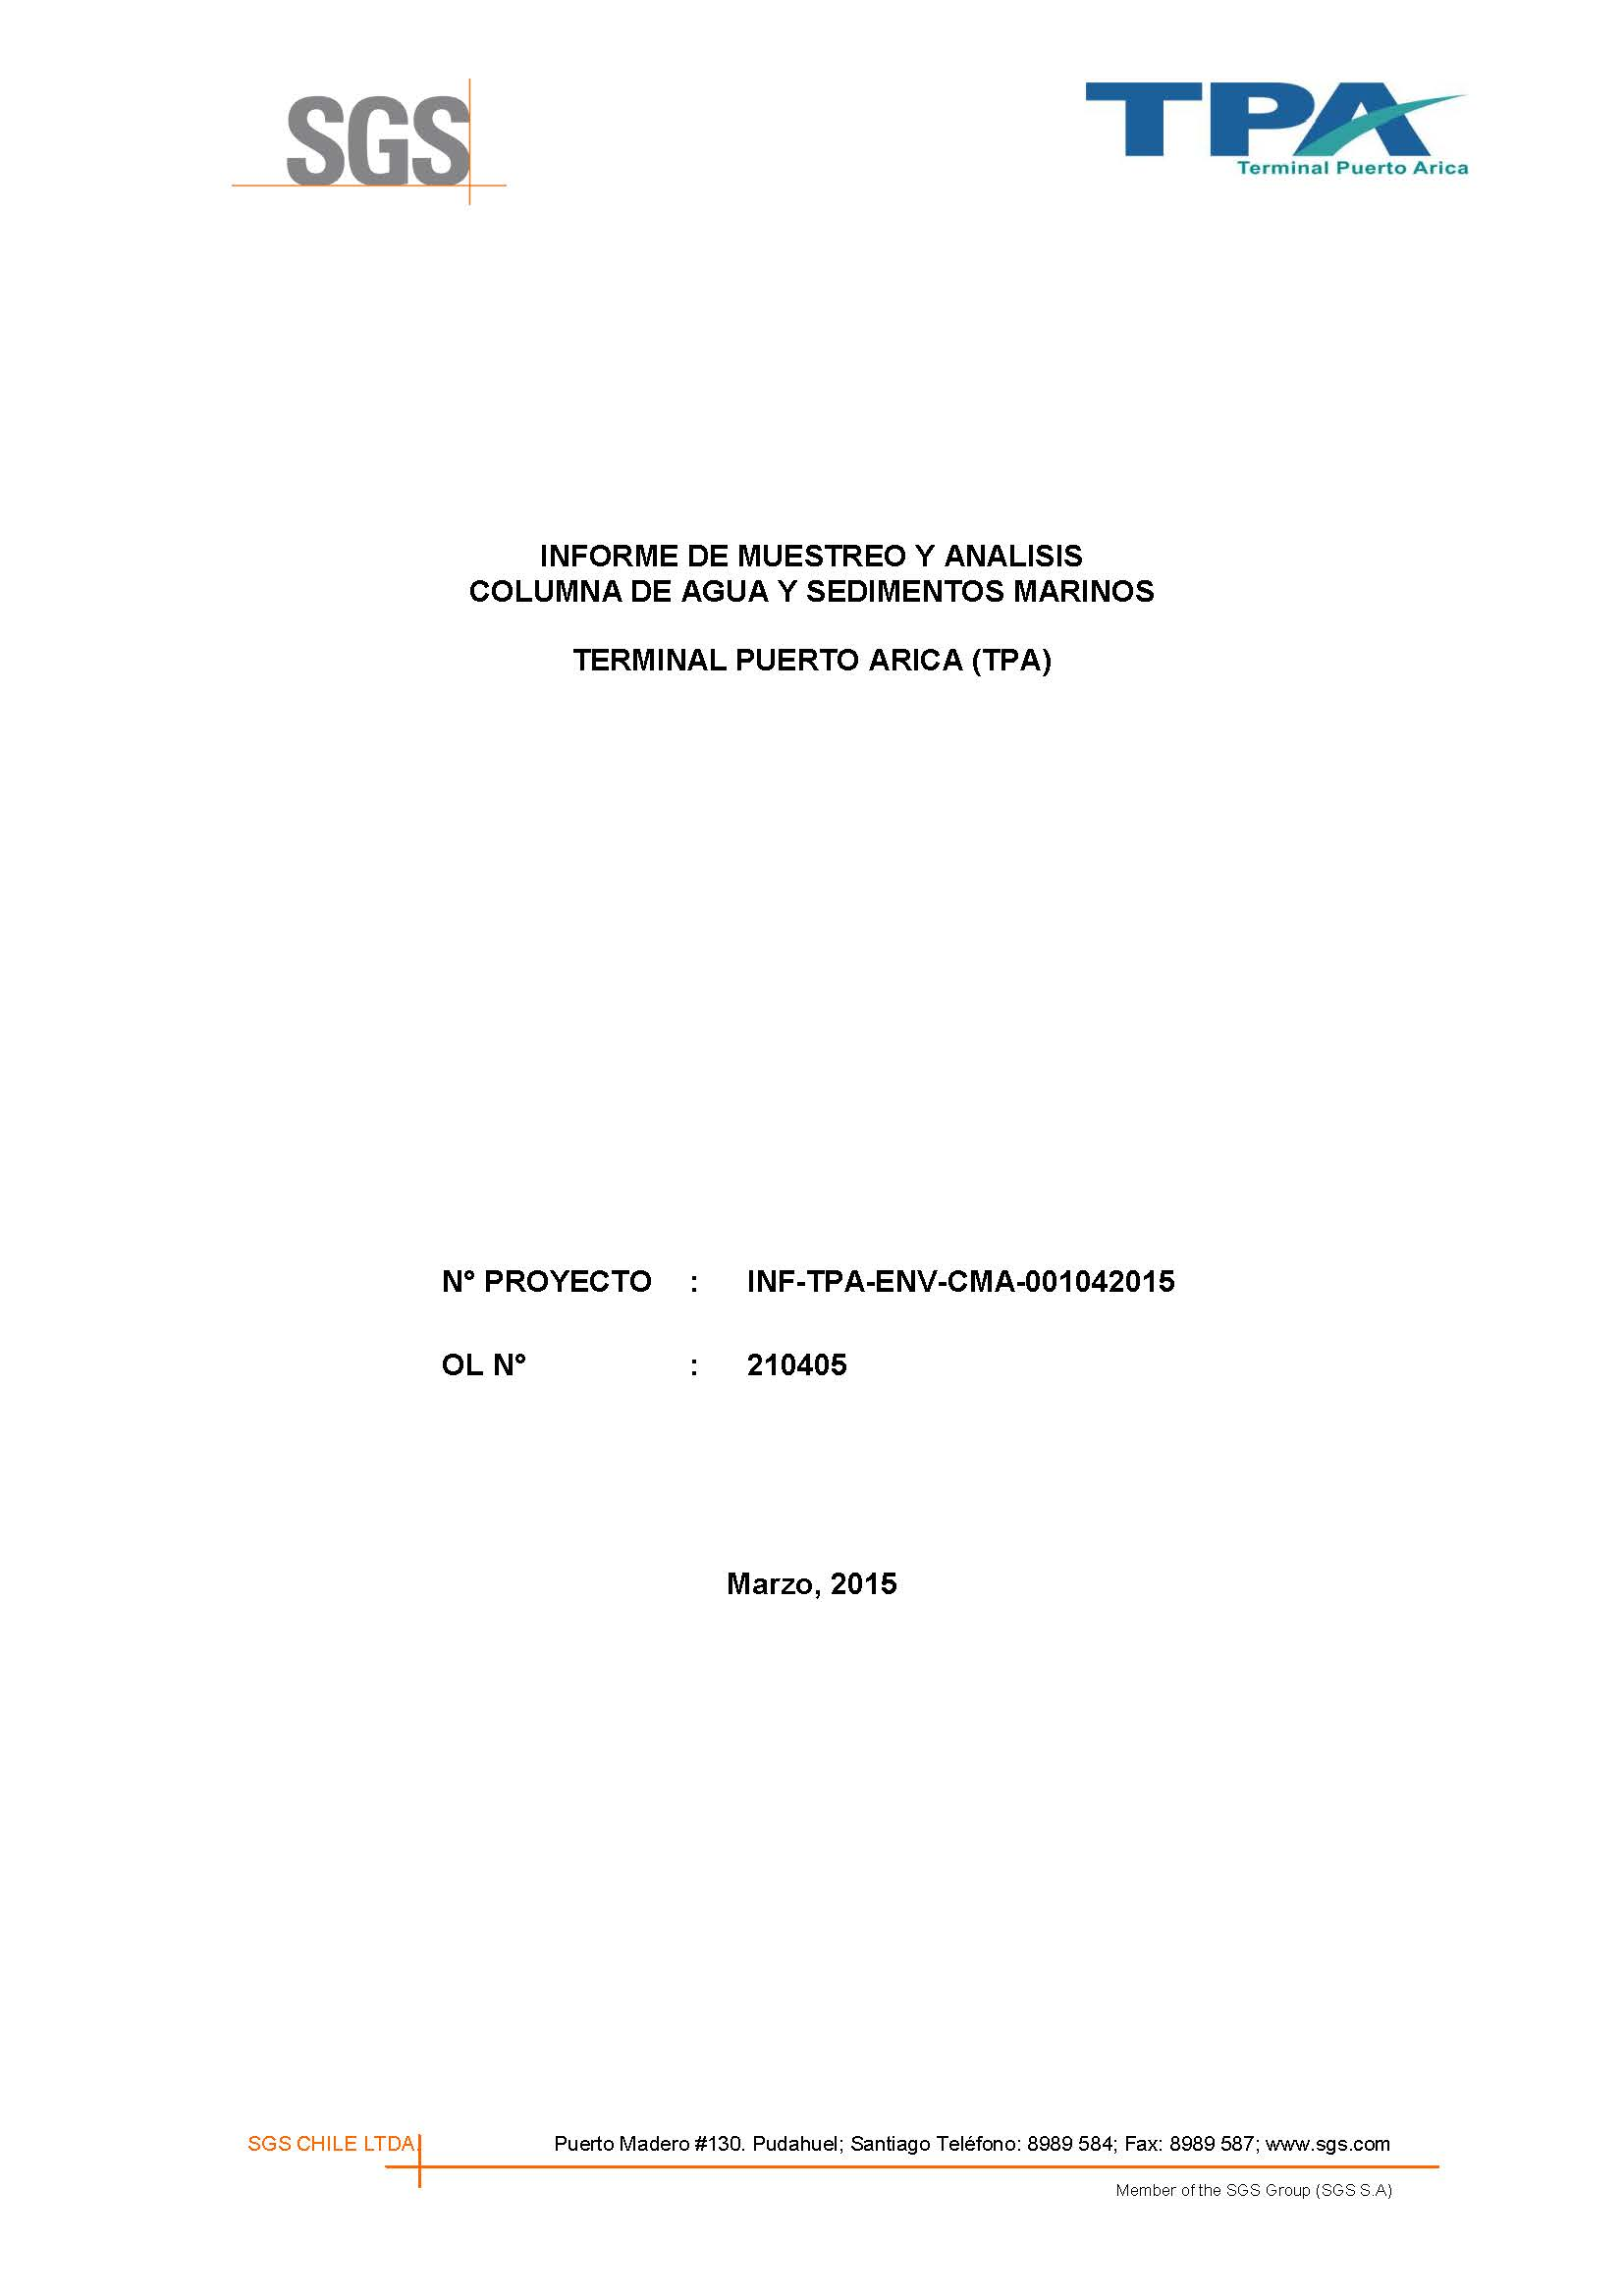 SGS
TPA
Terminal Puerto Arica
INFORME DE MUESTREO Y ANALISIS
COLUMNA DE AGUA Y SEDIMENTOS MARINOS
TERMINAL PUERTO ARICA (TPA)
Nº PROYECTO : INF-TPA-ENV-CMA-001042015
OL Nº : 210405
Marzo, 2015
SGS CHILE LTDA. Puerto Madero #130. Pudahuel; Santiago Teléfono: 8989 584; Fax: 8989 587; www.sgs.com
Member of the SGS Group (SGS S.A)